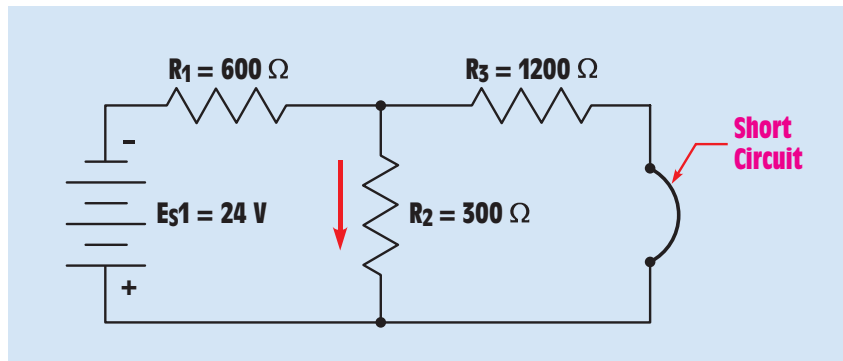 R1 = 600 Ω
R3 = 1200 Ω
Short
Circuit
-
ES1 = 24 V
R2 = 300 Ω
+